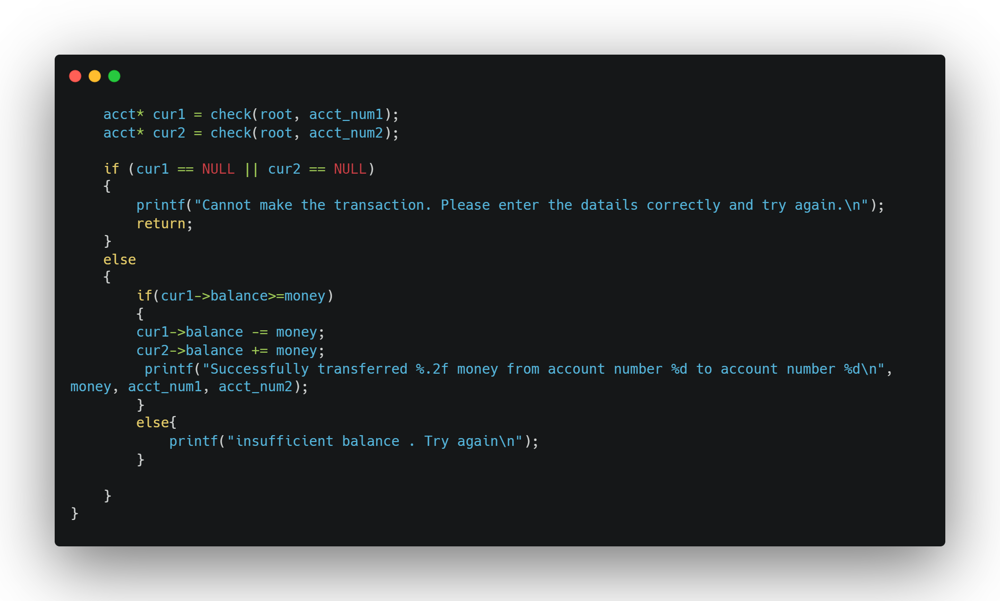 acct* cur1 = check(root, acct_num1);
acct* cur2 = check(root, acct_num2);
if (cur1 == NULL || cur2 == NULL)
{
printf("Cannot make the transaction. Please enter the datails correctly and try again.\n");
return;
}
else
{
if(cur1->balance>=money)
{
cur1->balance -= money;
cur2->balance += money;
printf("Successfully transferred %.2f money from account number %d to account number %d\n",
money, acct_num1, acct_num2);
}
else{
printf("insufficient balance . Try again\n");
}
}
}